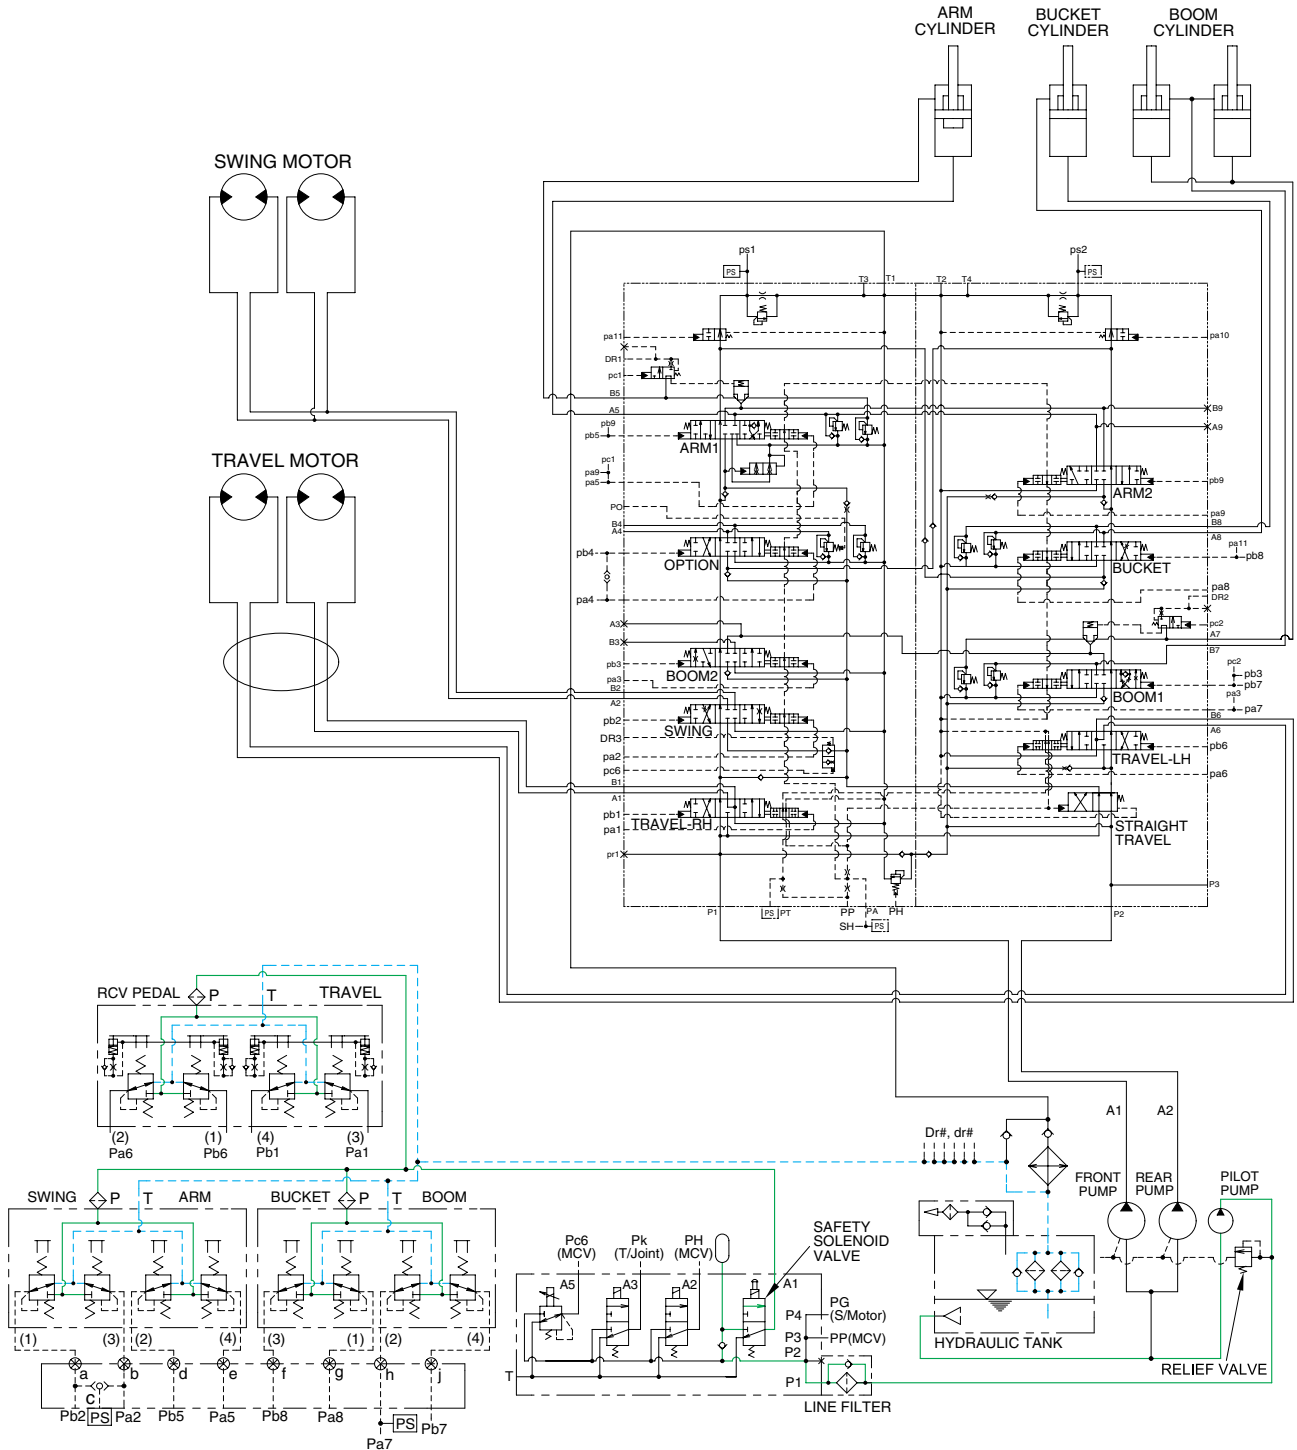 ARM
CYLINDER
BUCKET
CYLINDER
BOOM
CYLINDER
SWING MOTOR
TRAVEL MOTOR
ps1
PS
ps2
PS
T3
T1
T2
T4
pa11
DR1
pc1
B5
A5
pb9
pb5
ARM1
pc1
pa9
pa5
PO
B4
A4
pb4
OPTION
pa4
A3
B3
pb3
BOOM2
pa3
B2
A2
pb2
SWING
DR3
pa2
pc6
B1
A1
pb1
TRAVEL-RH
pa1
pr1
pa10
B9
A9
ARM2
pb9
pa9
B8
A8
pa11
pb8
BUCKET
pa8
DR2
pc2
A7
B7
pc2
pb3
pb7
BOOM1
pa3
pa7
B6
A6
pb6
TRAVEL-LH
pa6
STRAIGHT
TRAVEL
P3
P1
PS
PT
PP
PA
PH
P2
SH
PS
RCV PEDAL
P
T
TRAVEL
(2)
Pa6
(1)
Pb6
(4)
Pb1
(3)
Pa1
SWING
P
T
ARM
BUCKET
P
T
BOOM
(1)
(3)
(2)
(4)
(3)
(1)
(2)
(4)
a
b
d
e
f
g
h
j
c
Pb2
PS
Pa2
Pb5
Pa5
Pb8
Pa8
PS
Pb7
Pa7
A1
A2
Dr#, dr#
FRONT
PUMP
REAR
PUMP
PILOT
PUMP
SAFETY
SOLENOID
VALVE
Pc6
(MCV)
Pk
(T/Joint)
PH
(MCV)
A5
A3
A2
A1
PG
(S/Motor)
P4
P3
PP(MCV)
P2
T
P1
LINE FILTER
HYDRAULIC TANK
RELIEF VALVE